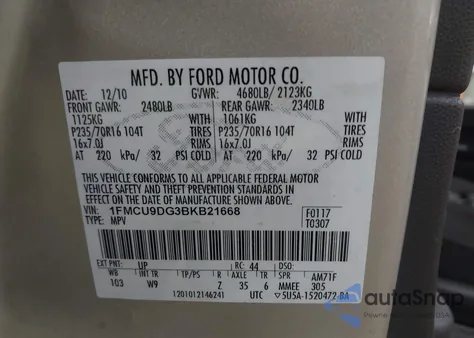 MFD. BY FORD MOTOR CO.
DATE: 12/10 GVWR: 4680LB/ 2123KG
FRONT GAWR: 2480LB REAR GAWR: 2340LB
1125KG WITH 1061KG WITH
P235/70R16 104T TIRES P235/70R16 104T TIRES
16x7.0J RIMS 16x7.0J RIMS
AT 220 kPa/ 32 PSI COLD AT 220 kPa/ 32 PSI COLD
THIS VEHICLE CONFORMS TO ALL APPLICABLE FEDERAL MOTOR
VEHICLE SAFETY AND THEFT PREVENTION STANDARDS IN
EFFECT ON THE DATE OF MANUFACTURE SHOWN ABOVE.
VIN: 1FMCU9DG3BKB21668 F0117
TYPE: MPV T0307
EXT PNT: UP RC: 44 DSO:
WB INT TR TP/PS R AXLE TR SPR AM71F
103 W9 Z 35 6 MMEE 305
1201012146241 UTC 5U5A-1520472-BA
autoSnap